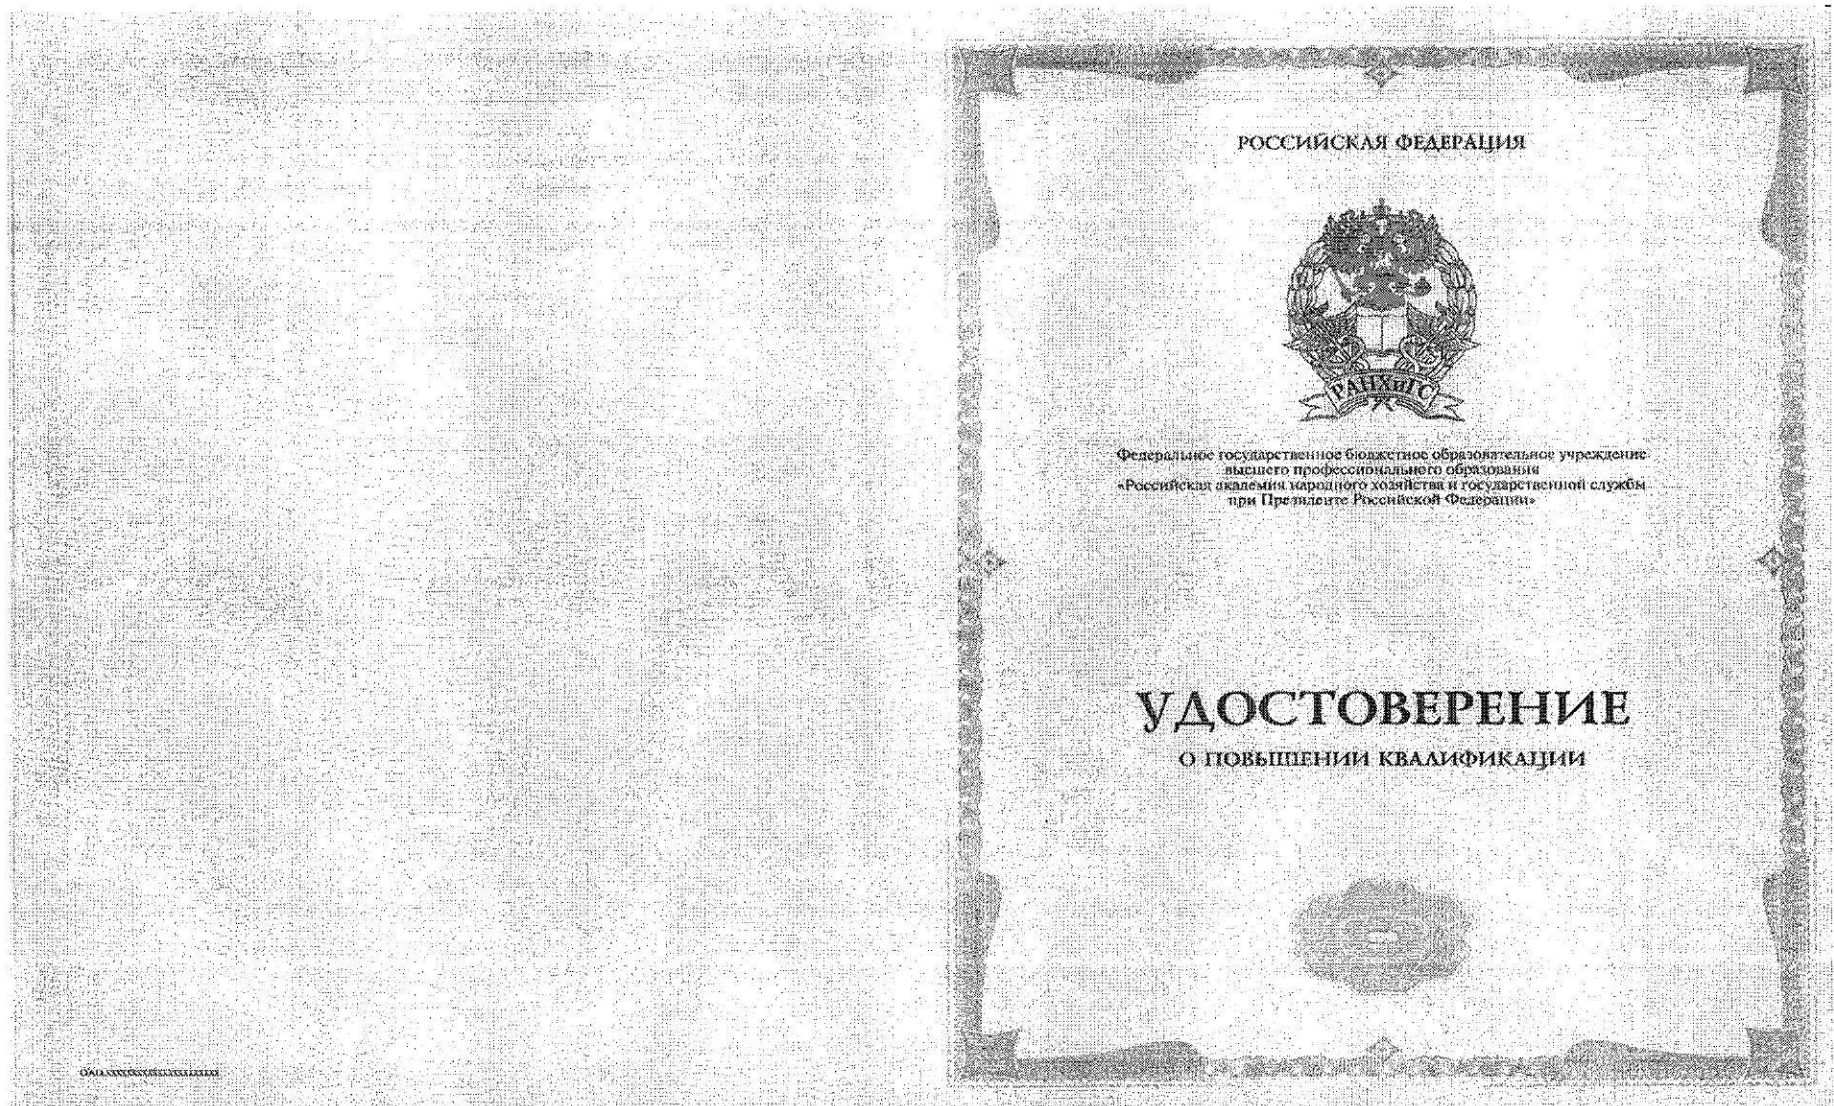 РОССИЙСКАЯ ФЕДЕРАЦИЯ
РАНХиГС
Федеральное государственное бюджетное образовательное учреждение
высшего профессионального образования
«Российская академия народного хозяйства и государственной службы
при Президенте Российской Федерации»
УДОСТОВЕРЕНИЕ
О ПОВЫШЕНИИ КВАЛИФИКАЦИИ